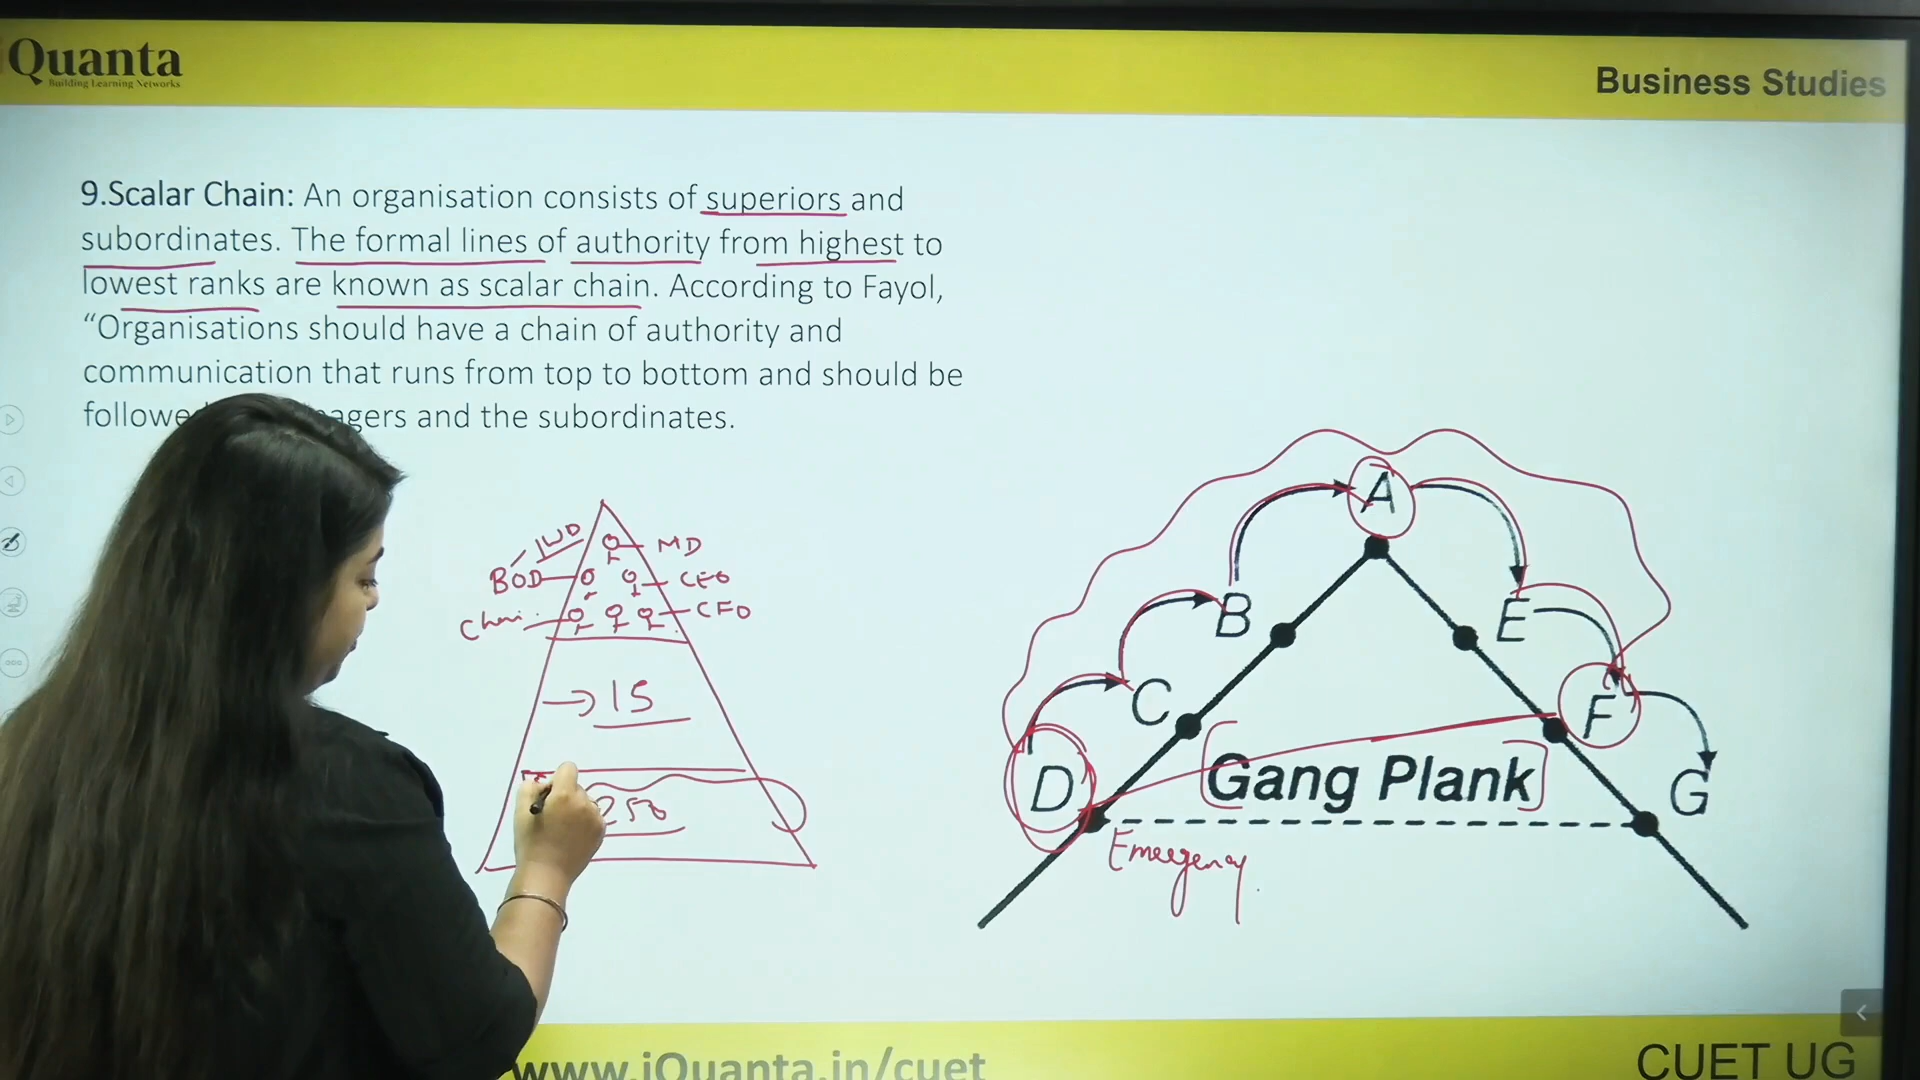 Quanta
Building Learning Networks
Business Studies
9.Scalar Chain: An organisation consists of superiors and
subordinates. The formal lines of authority from highest to
lowest ranks are known as scalar chain. According to Fayol,
“Organisations should have a chain of authority and
communication that runs from top to bottom and should be
followe agers and the subordinates.
MD
BOD
CEO
CFO
15
250
A
B
E
C
F
D
Gang Plank
G
Emergency
www.iQuanta.in/cuet
CUET UG